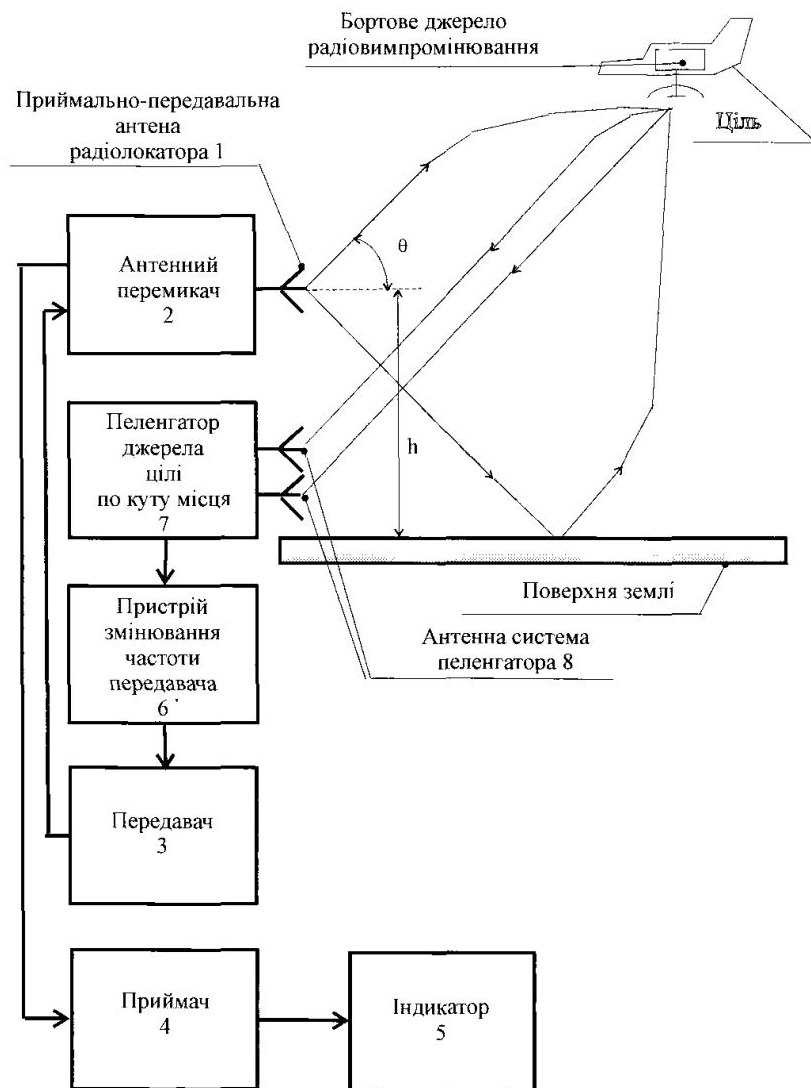 Бортове джерело
радіовимпромінювання
Ціль
Приймально-передавальна
антена
радіолокатора 1
Антенний
перемикач
2
θ
h
Пеленгатор
джерела
цілі
по куту місця
7
Поверхня землі
Антенна система
пеленгатора 8
Пристрій
змінювання
частоти
передавача
6
Передавач
3
Приймач
4
Індикатор
5